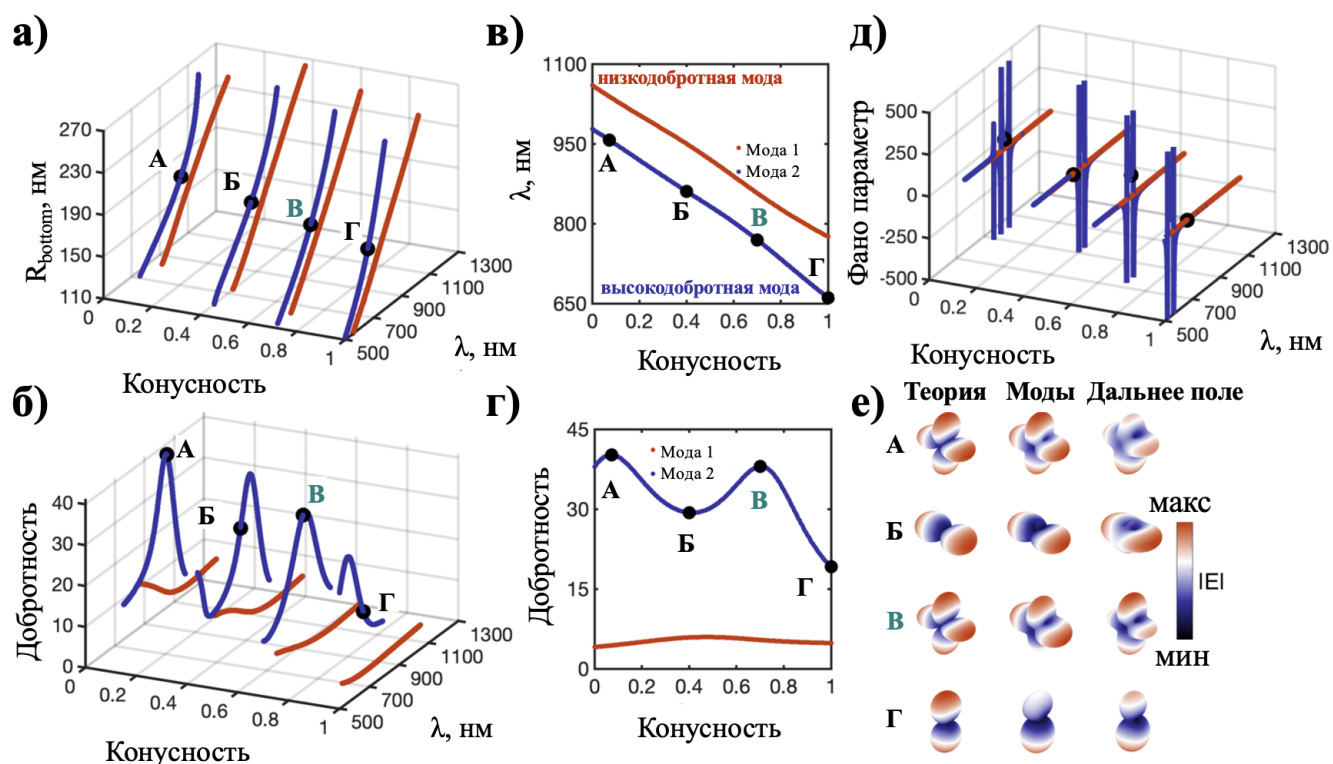 а)
270
230
190
150
110
R_bottom, нм
А
Б
В
Г
0
0.2
0.4
0.6
0.8
1
500
700
900
1100
1300
Конусность
λ, нм
в)
1100
950
800
650
λ, нм
низкодобротная мода
Мода 1
Мода 2
А
Б
В
Г
высокодобротная мода
0
0.2
0.4
0.6
0.8
1
Конусность
д)
500
250
0
-250
-500
Фано параметр
0
0.2
0.4
0.6
0.8
1
500
700
900
1100
1300
Конусность
λ, нм
б)
40
30
20
10
0
Добротность
А
Б
В
Г
0
0.2
0.4
0.6
0.8
1
500
700
900
1100
1300
Конусность
λ, нм
г)
45
30
15
0
Добротность
Мода 1
Мода 2
А
Б
В
Г
0
0.2
0.4
0.6
0.8
1
Конусность
е)
Теория Моды Дальнее поле
А
Б
В
Г
макс
|E|
мин